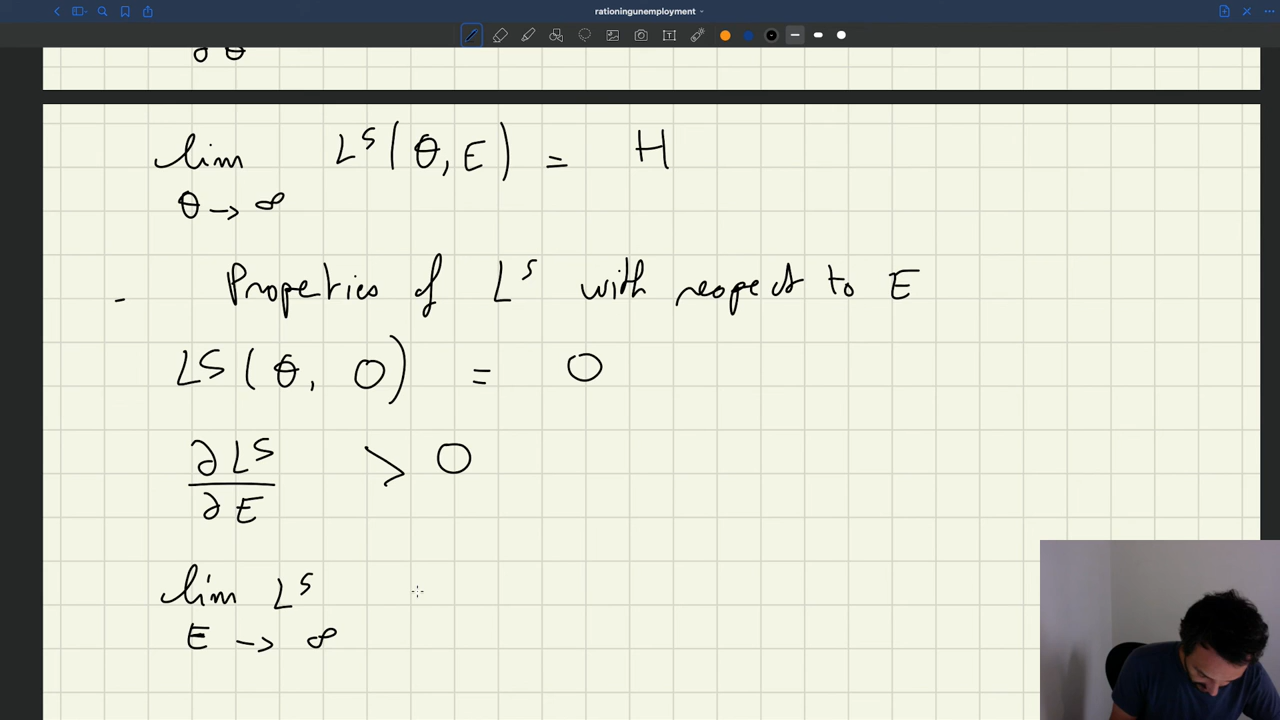 rationingunemployment
∂ θ
lim L^S(θ, E) = H
θ → ∞
- Properties of L^S with respect to E
L^S(θ, 0) = 0
∂L^S > 0
∂E
lim L^S
E → ∞